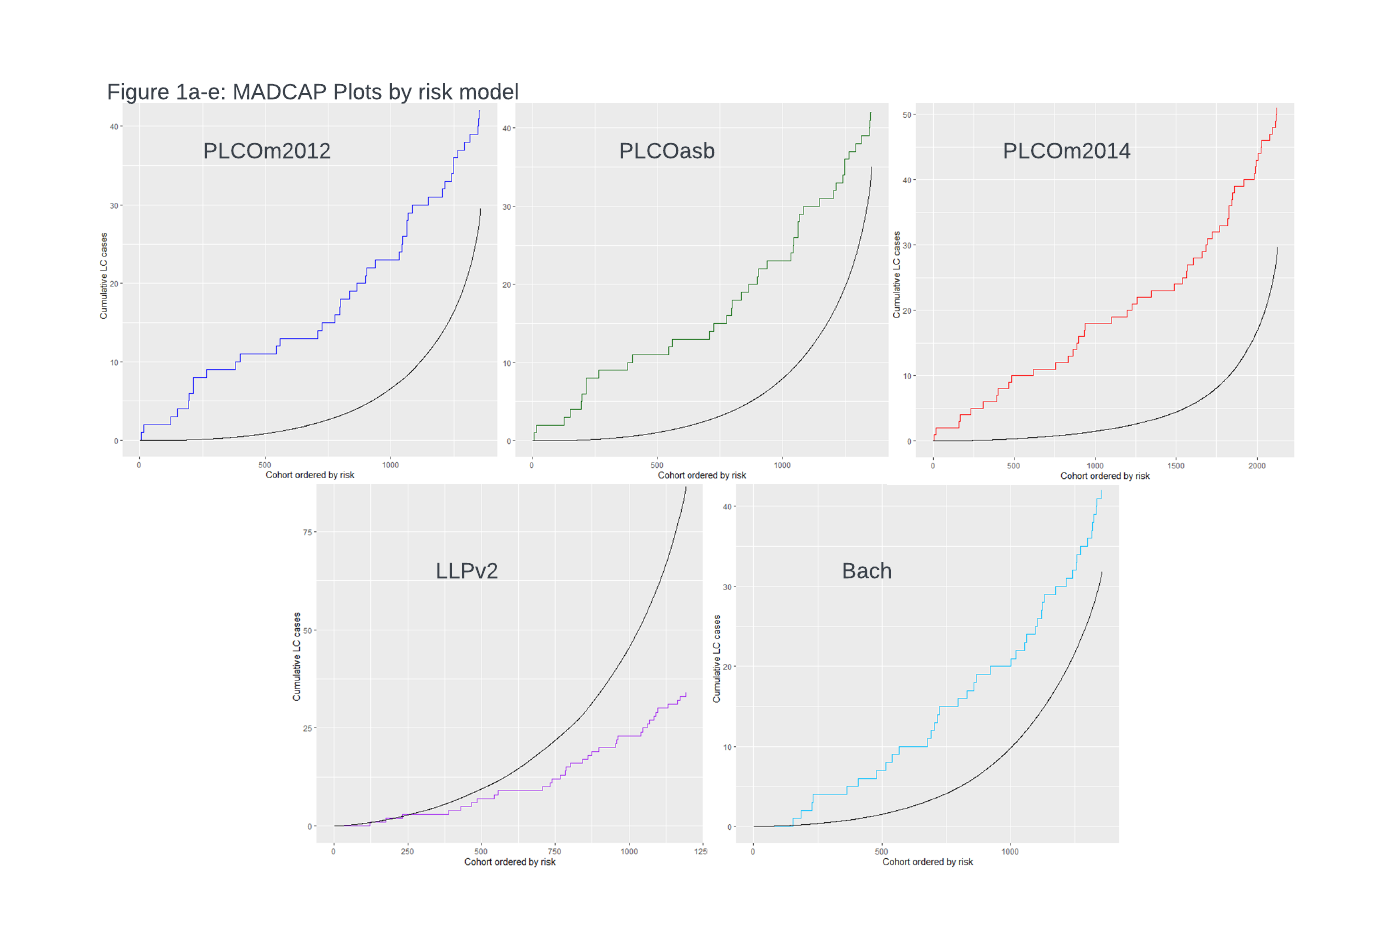 Figure 1a-e: MADCAP Plots by risk model
PLCOm2012
40
30
20
10
0
Cumulative LC cases
0 500 1000
Cohort ordered by risk
PLCOasb
40
30
20
10
0
0 500 1000
Cohort ordered by risk
PLCOm2014
50
40
30
20
10
0
Cumulative LC cases
0 500 1000 1500 2000
Cohort ordered by risk
LLPv2
75
50
25
0
Cumulative LC cases
0 250 500 750 1000 125
Cohort ordered by risk
Bach
40
30
20
10
0
Cumulative LC cases
0 500 1000
Cohort ordered by risk